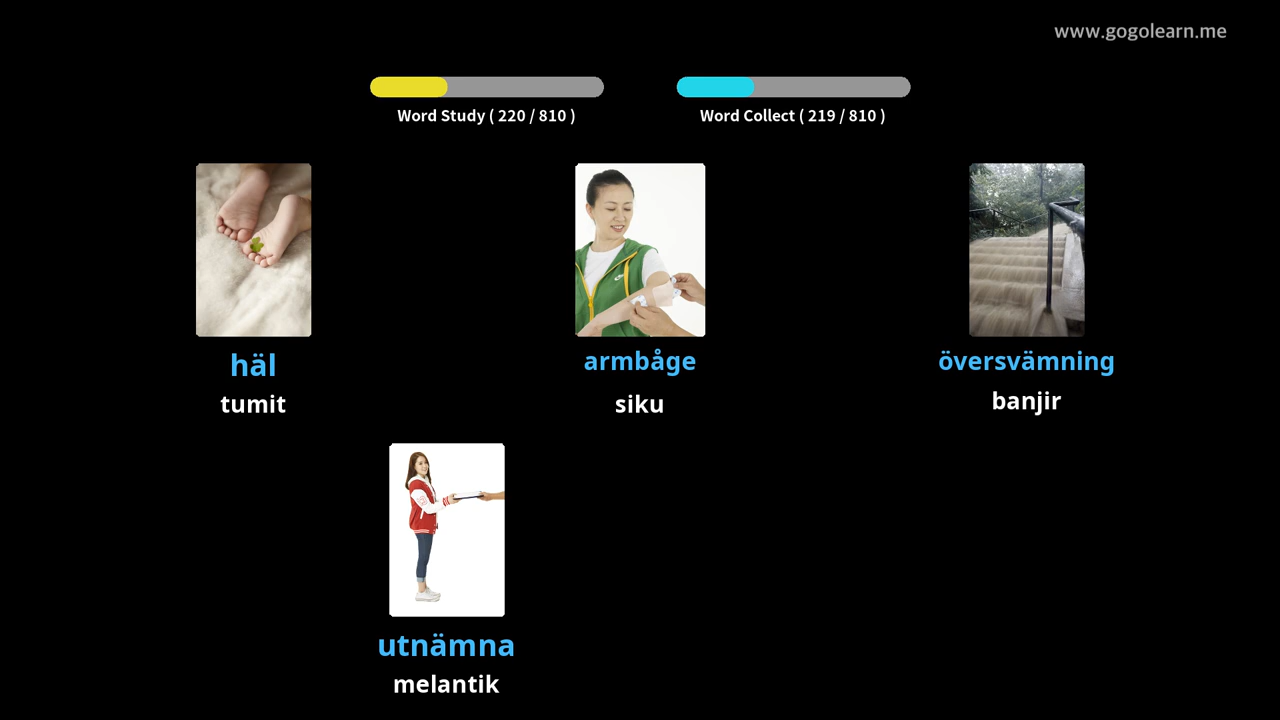 www.gogolearn.me
Word Study ( 220 / 810 )
Word Collect ( 219 / 810 )
häl
tumit
armbåge
siku
översvämning
banjir
utnämna
melantik